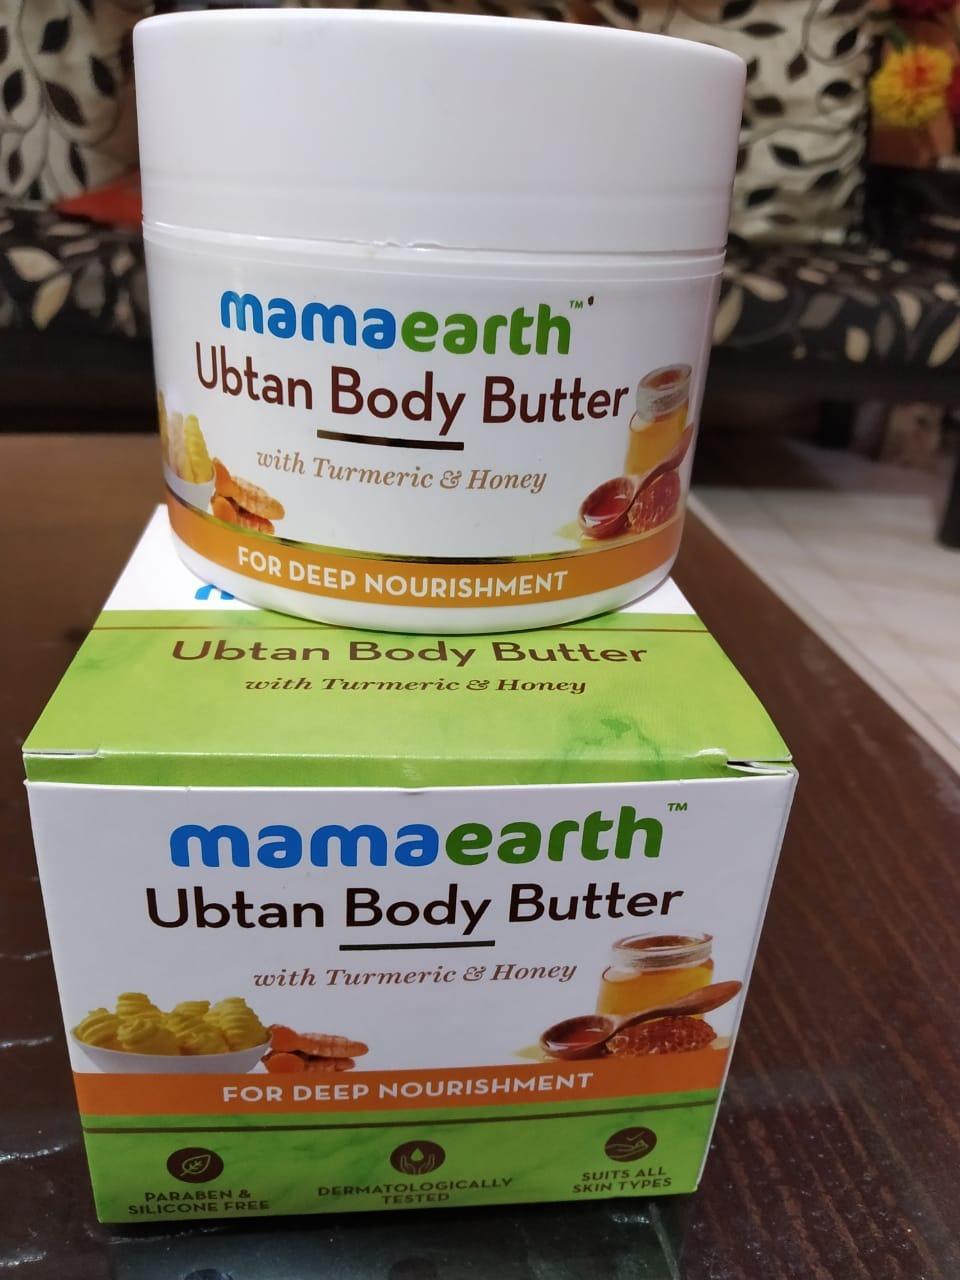 mamaearth™
Ubtan Body Butter
with Turmeric & Honey
FOR DEEP NOURISHMENT
Ubtan Body Butter
with Turmeric & Honey
mamaearth™
Ubtan Body Butter
with Turmeric & Honey
FOR DEEP NOURISHMENT
PARABEN &
SILICONE FREE
DERMATOLOGICALLY
TESTED
SUITS ALL
SKIN TYPES